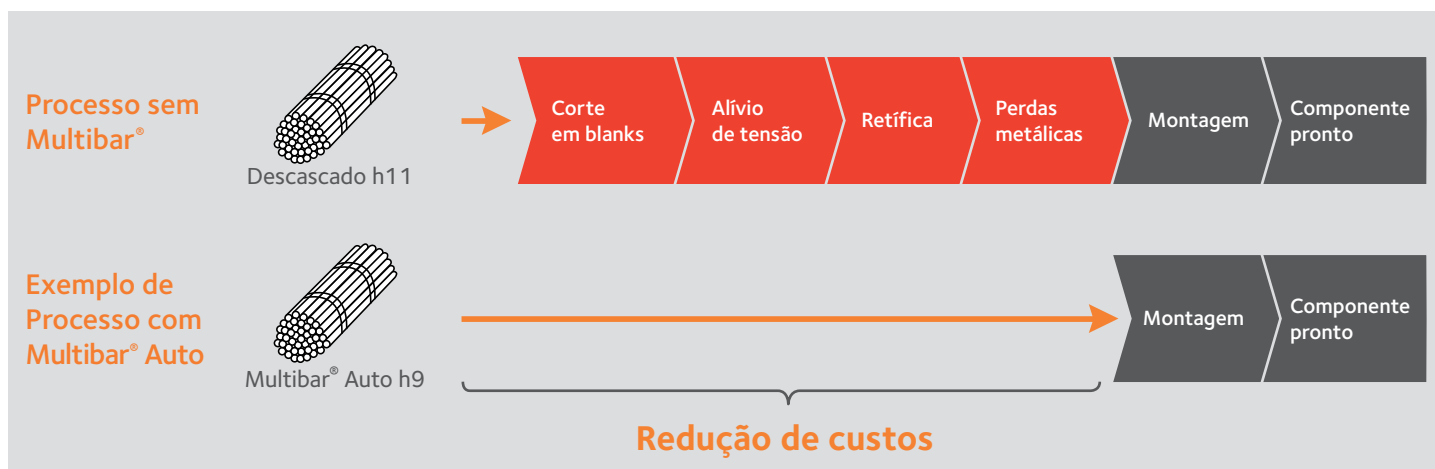 Processo sem
Multibar®
Descascado h11
Corte
em blanks
Alívio
de tensão
Retífica
Perdas
metálicas
Montagem
Componente
pronto
Exemplo de
Processo com
Multibar® Auto
Multibar® Auto h9
Montagem
Componente
pronto
Redução de custos